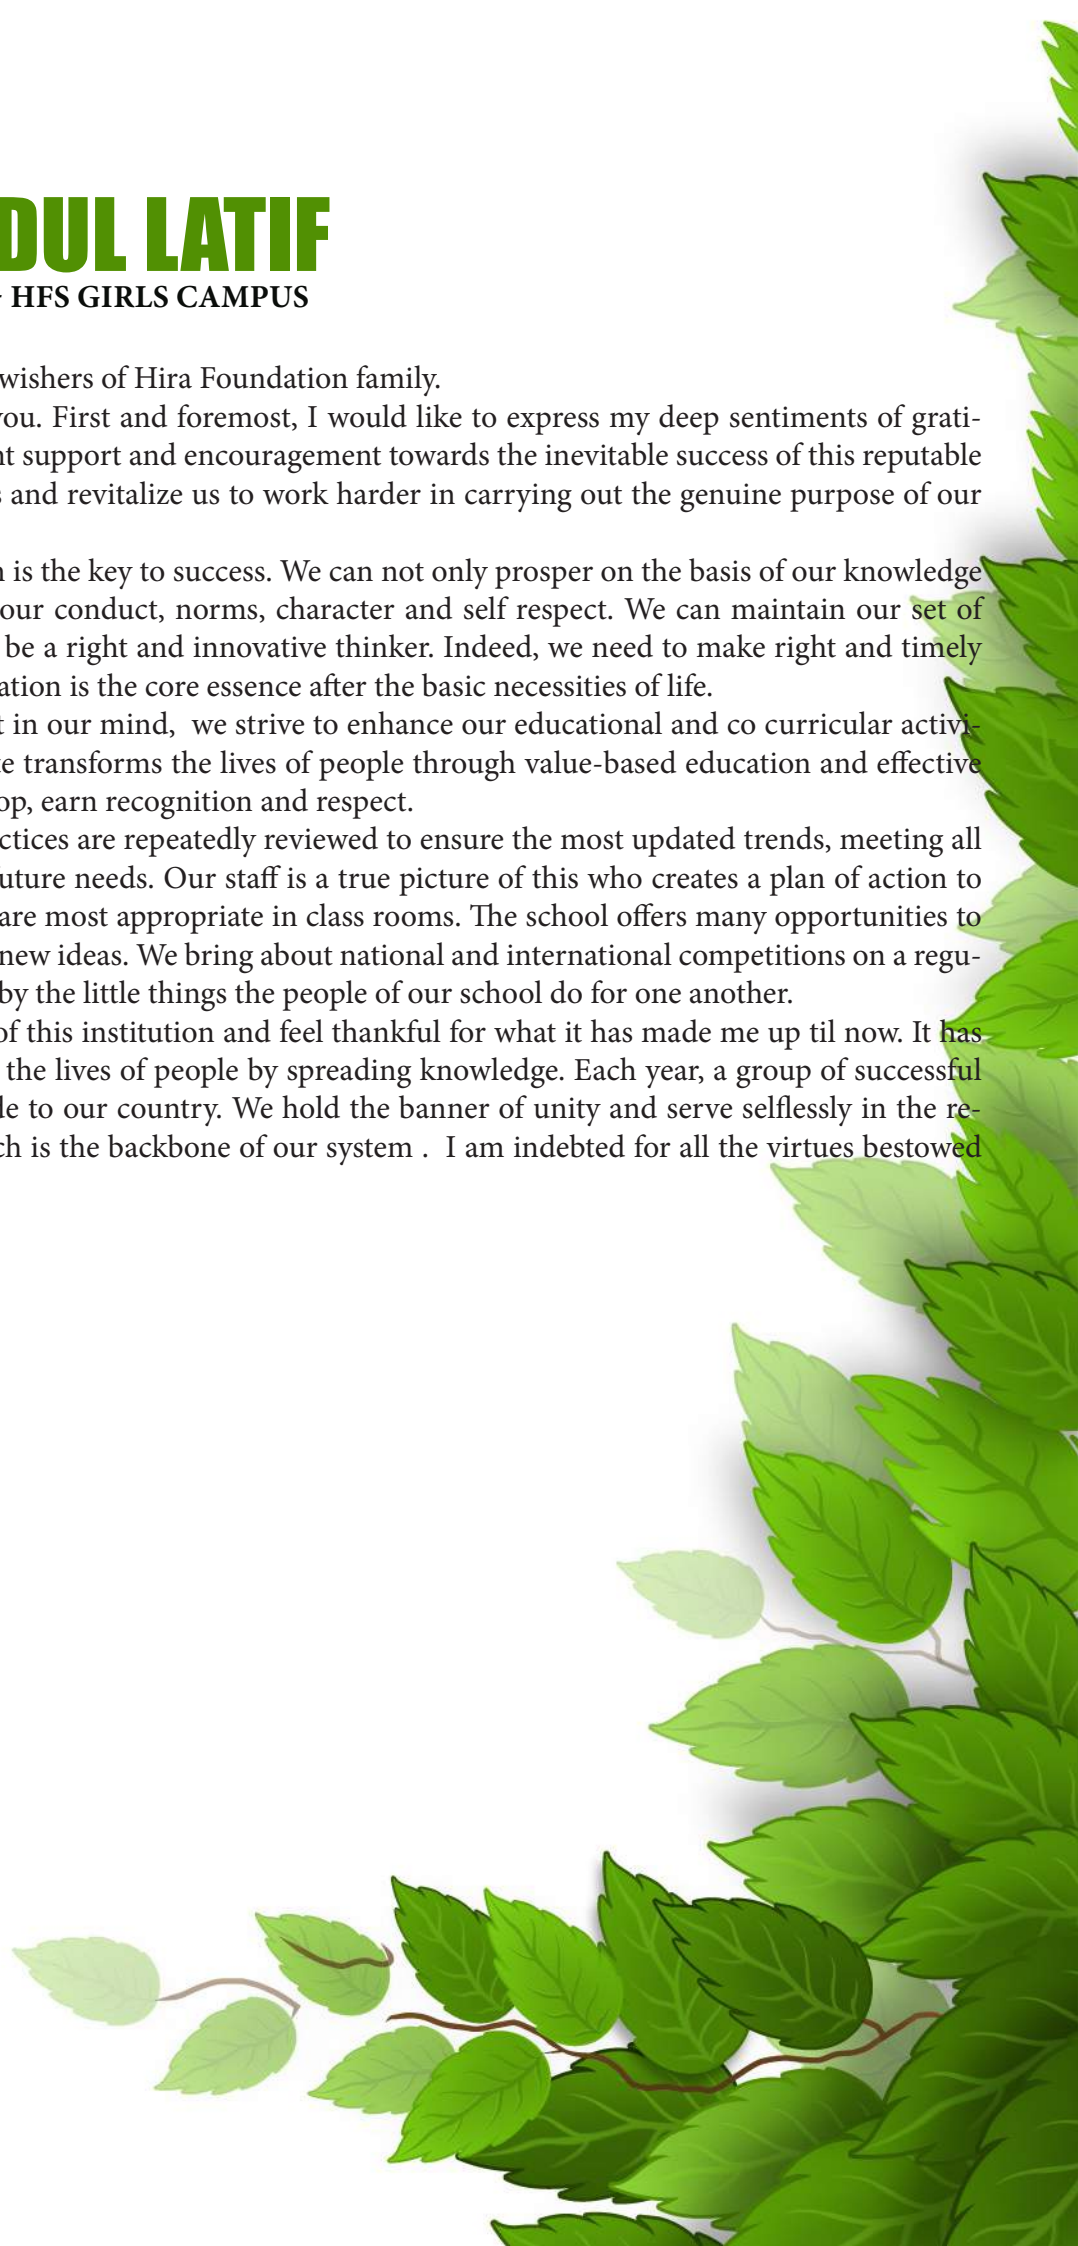 DUL LATIF
HFS GIRLS CAMPUS
wishers of Hira Foundation family.
you. First and foremost, I would like to express my deep sentiments of grati-
support and encouragement towards the inevitable success of this reputable
and revitalize us to work harder in carrying out the genuine purpose of our
is the key to success. We can not only prosper on the basis of our knowledge
our conduct, norms, character and self respect. We can maintain our set of
be a right and innovative thinker. Indeed, we need to make right and timely
ation is the core essence after the basic necessities of life.
in our mind, we strive to enhance our educational and co curricular activi-
transforms the lives of people through value-based education and effective
op, earn recognition and respect.
ctices are repeatedly reviewed to ensure the most updated trends, meeting all
future needs. Our staff is a true picture of this who creates a plan of action to
are most appropriate in class rooms. The school offers many opportunities to
new ideas. We bring about national and international competitions on a regu-
by the little things the people of our school do for one another.
of this institution and feel thankful for what it has made me up til now. It has
the lives of people by spreading knowledge. Each year, a group of successful
de to our country. We hold the banner of unity and serve selflessly in the re-
ch is the backbone of our system . I am indebted for all the virtues bestowed